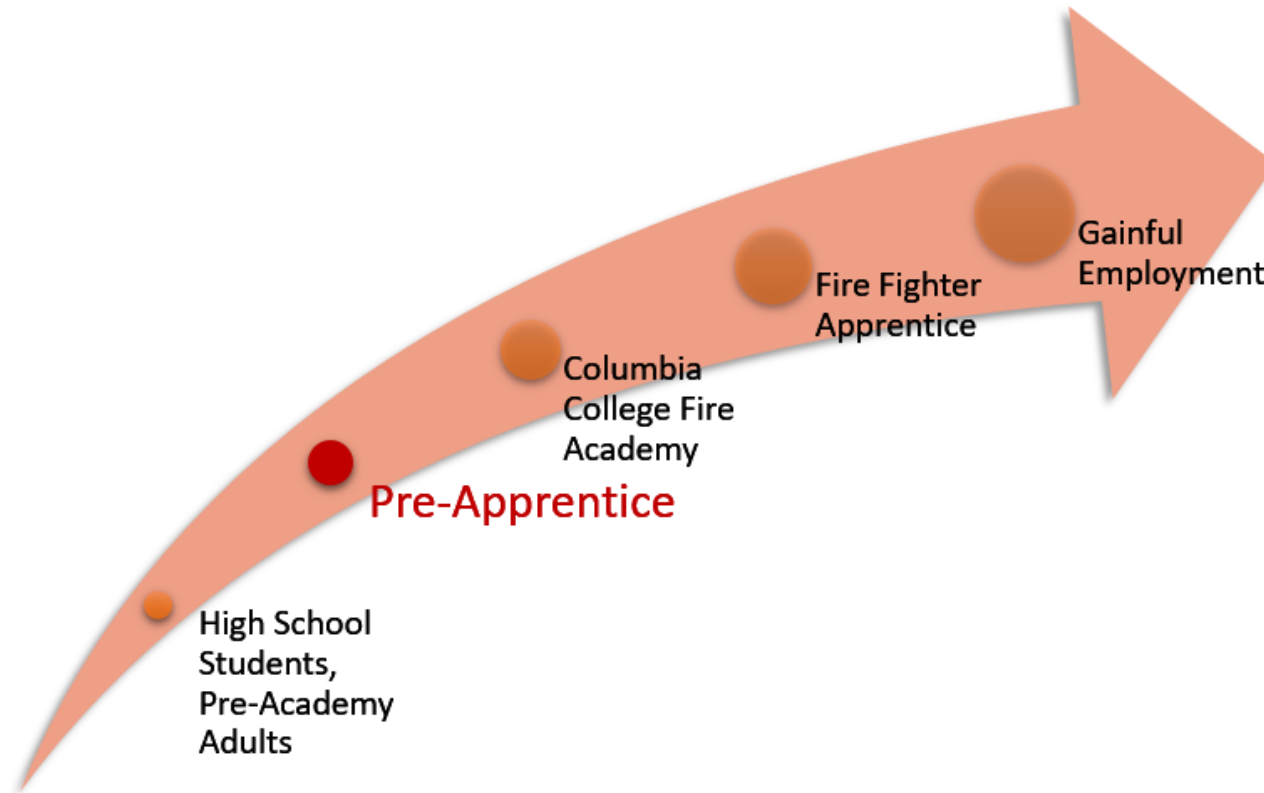 Gainful
Employment
Fire Fighter
Apprentice
Columbia
College Fire
Academy
Pre-Apprentice
High School
Students,
Pre-Academy
Adults